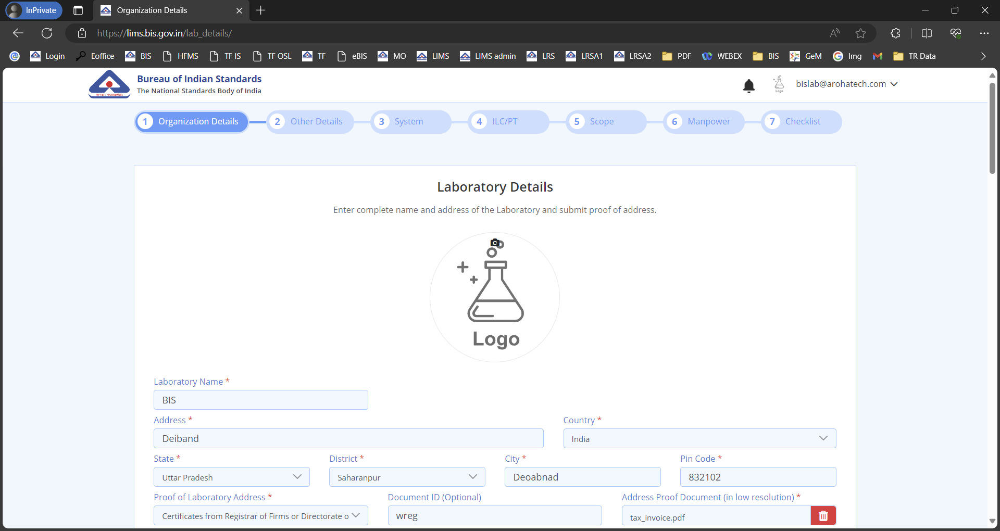 InPrivate
Organization Details
https://lims.bis.gov.in/lab_details/
Login Eoffice BIS HFMS TF IS TF OSL TF eBIS MO LIMS LIMS admin LRS LRSA1 LRSA2 PDF WEBEX BIS GeM Img TR Data
Bureau of Indian Standards
The National Standards Body of India
Logo
bislab@arohatech.com
1 Organization Details
2 Other Details
3 System
4 ILC/PT
5 Scope
6 Manpower
7 Checklist
Laboratory Details
Enter complete name and address of the Laboratory and submit proof of address.
Logo
Laboratory Name *
BIS
Address * Country *
Deiband India
State * District * City * Pin Code *
Uttar Pradesh Saharanpur Deoabnad 832102
Proof of Laboratory Address * Document ID (Optional) Address Proof Document (in low resolution) *
Certificates from Registrar of Firms or Directorate o wreg tax_invoice.pdf